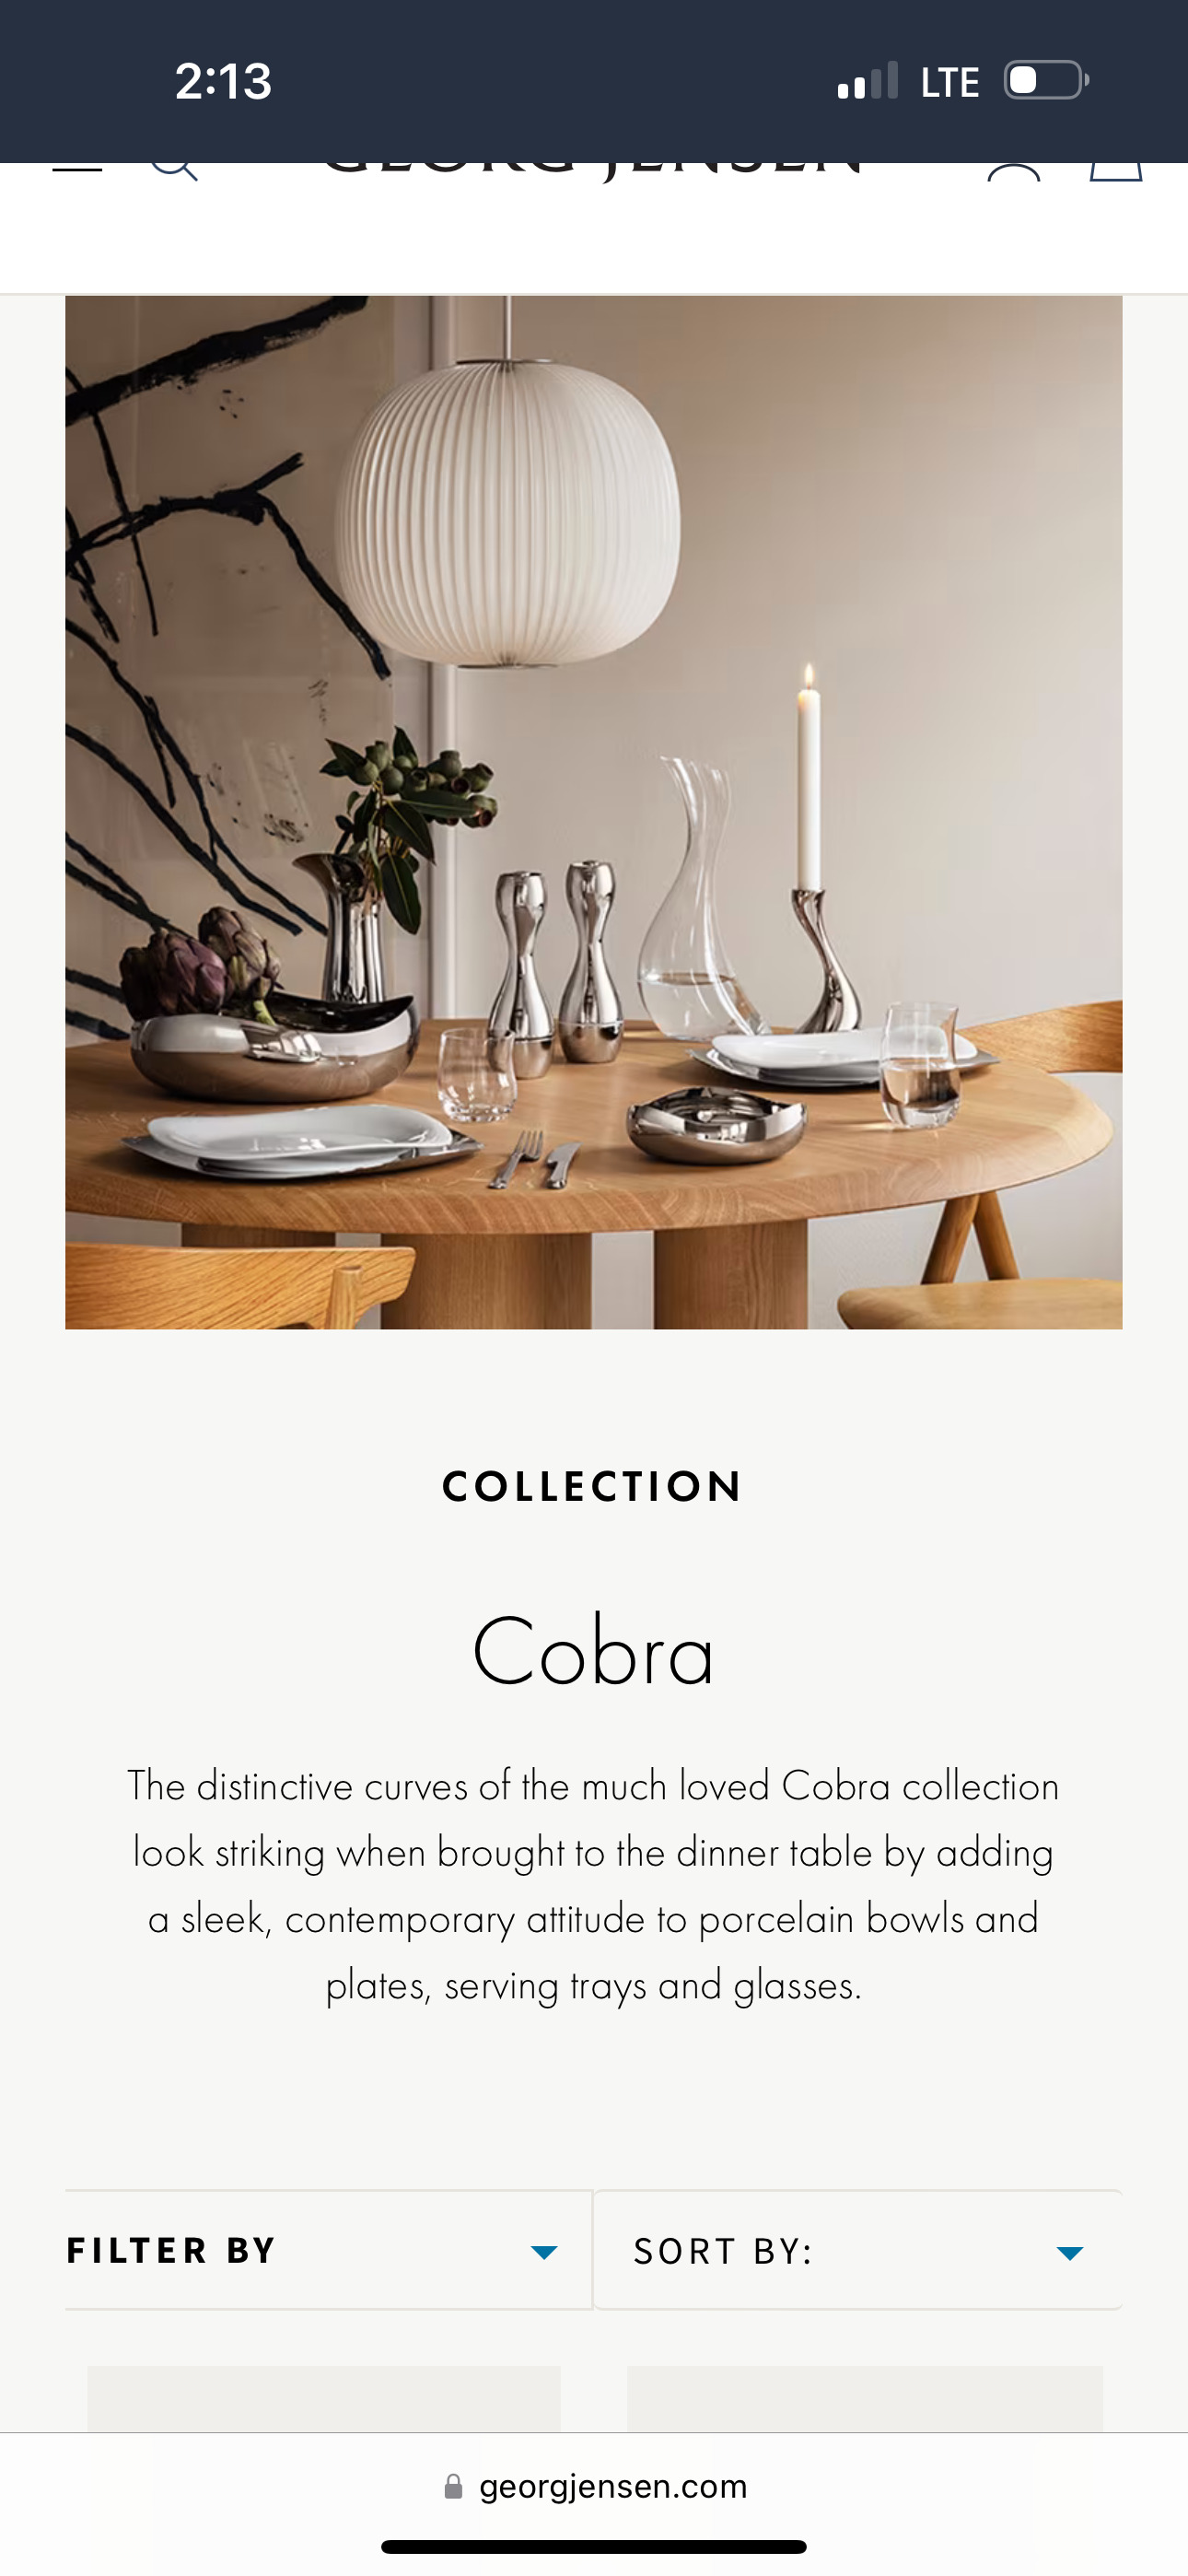 2:13 LTE
GEORG JENSEN
COLLECTION
Cobra
The distinctive curves of the much loved Cobra collection
look striking when brought to the dinner table by adding
a sleek, contemporary attitude to porcelain bowls and
plates, serving trays and glasses.
FILTER BY SORT BY:
georgjensen.com